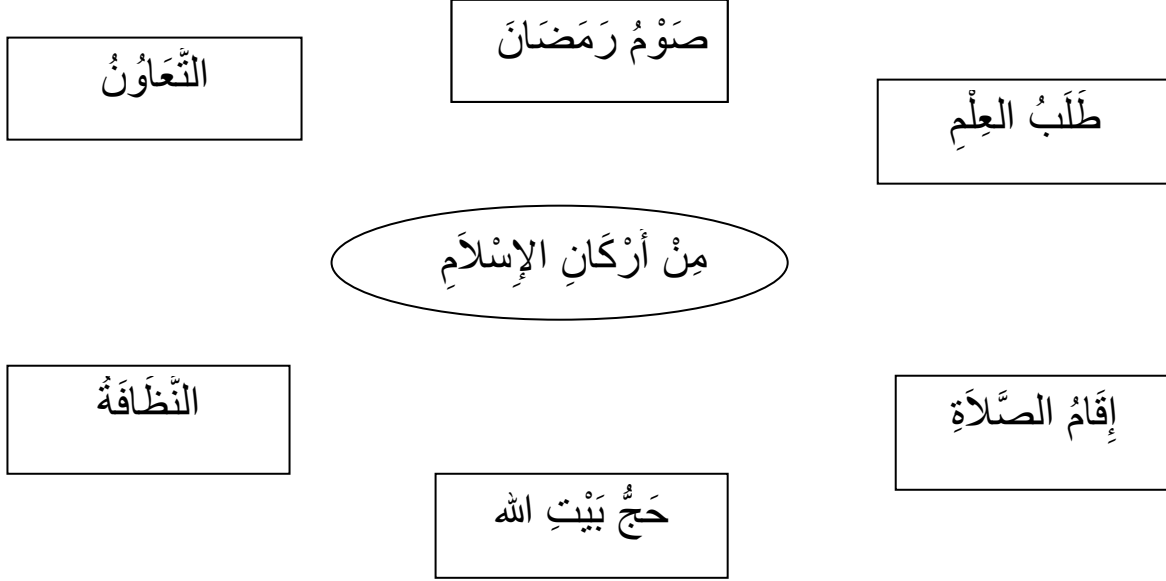 صَوْمُ رَمَضَانَ
طَلَبُ العِلْمِ
التَّعَاوُنُ
مِنْ أَرْكَانِ الإِسْلاَمِ
إِقَامُ الصَّلاَةِ
النَّظَافَةُ
حَجُّ بَيْتِ الله